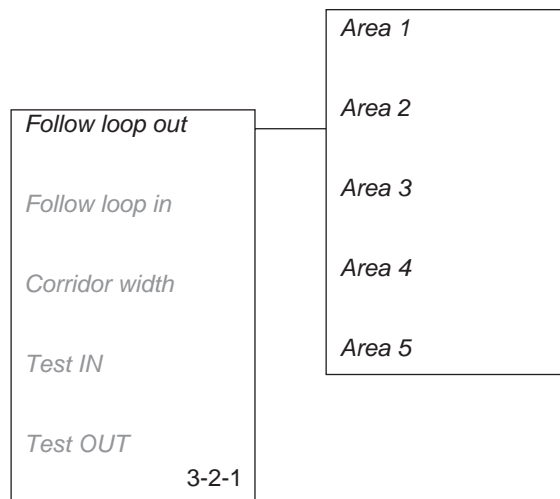 Follow loop out
Follow loop in
Corridor width
Test IN
Test OUT
3-2-1
Area 1
Area 2
Area 3
Area 4
Area 5